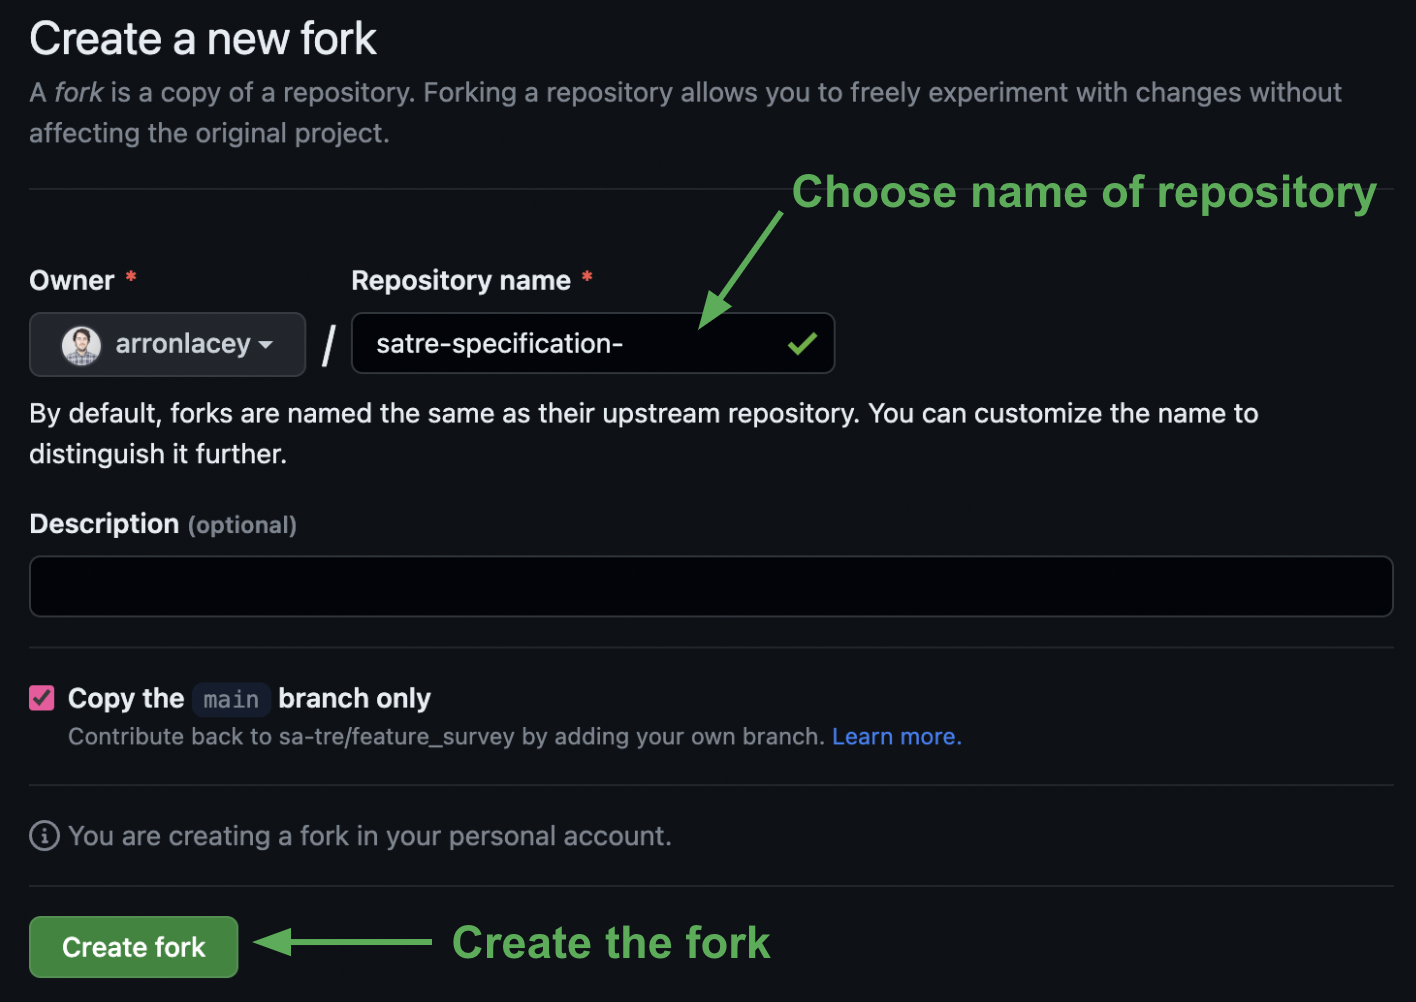 Create a new fork
A fork is a copy of a repository. Forking a repository allows you to freely experiment with changes without
affecting the original project.
Choose name of repository
Owner * Repository name *
arronlacey / satre-specification-
By default, forks are named the same as their upstream repository. You can customize the name to
distinguish it further.
Description (optional)
Copy the main branch only
Contribute back to sa-tre/feature_survey by adding your own branch. Learn more.
You are creating a fork in your personal account.
Create fork Create the fork